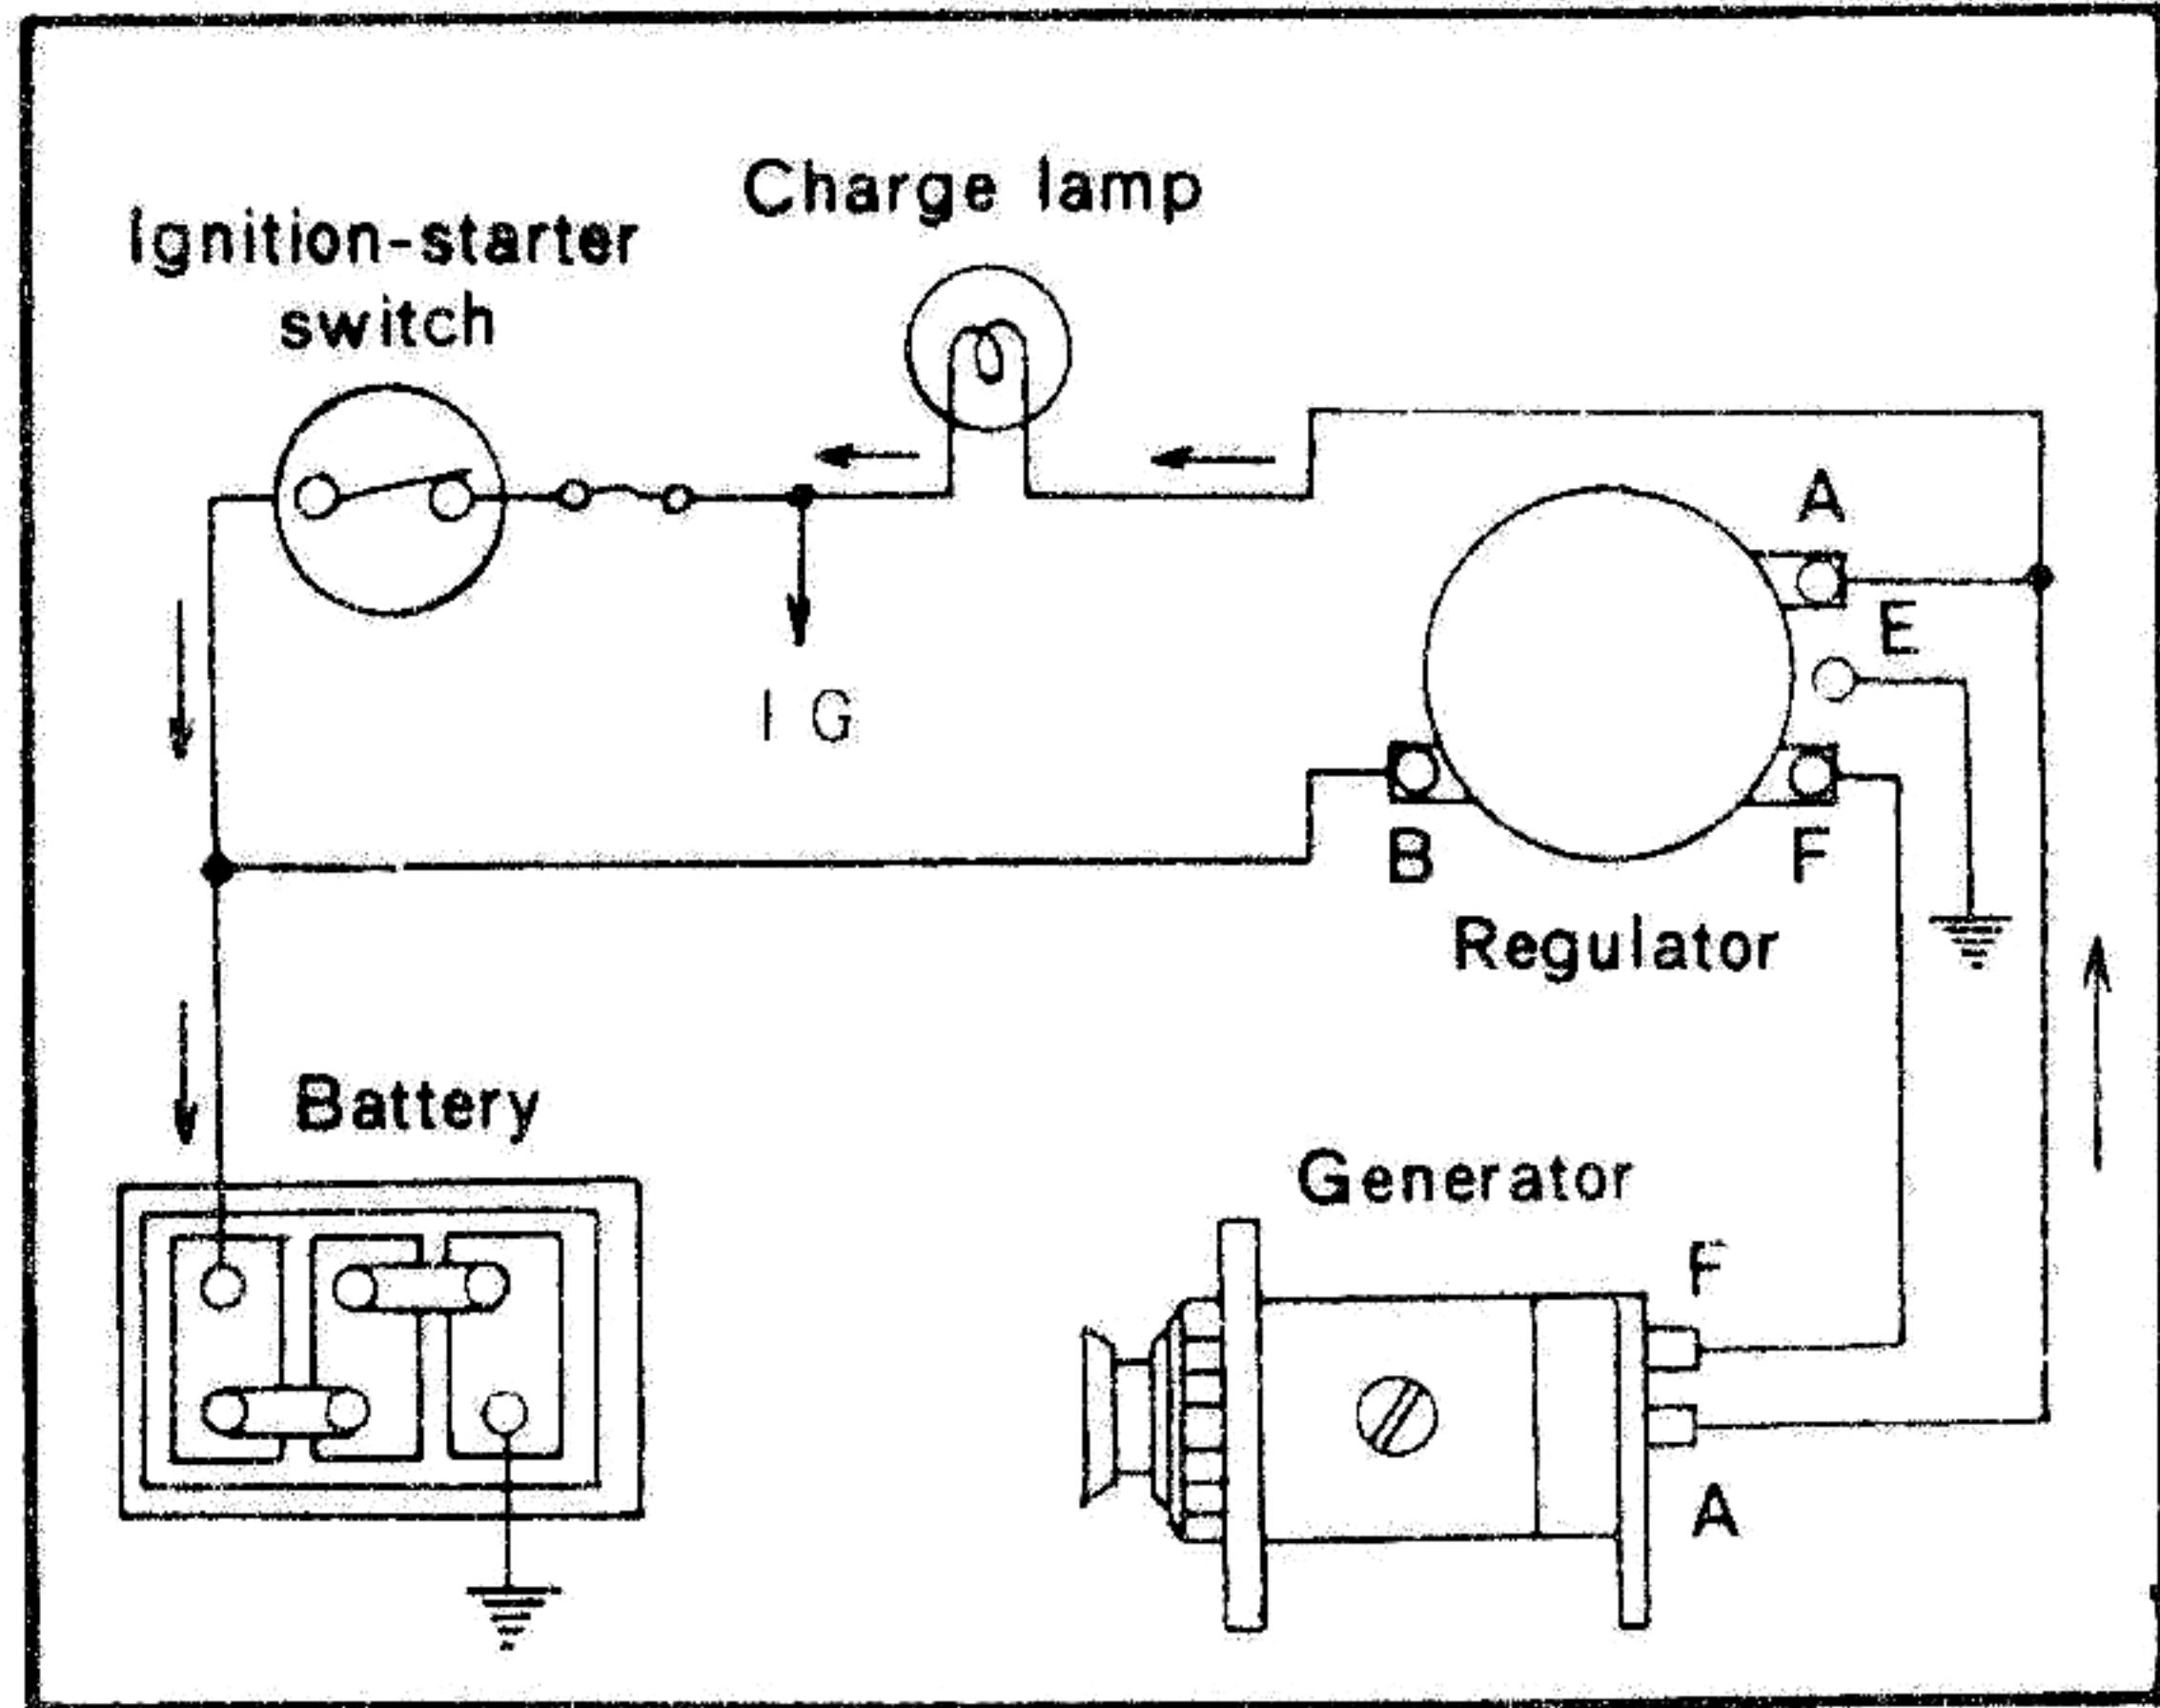 Charge lamp
Ignition-starter
switch
A
E
I G
B
F
Regulator
Battery
Generator
F
A